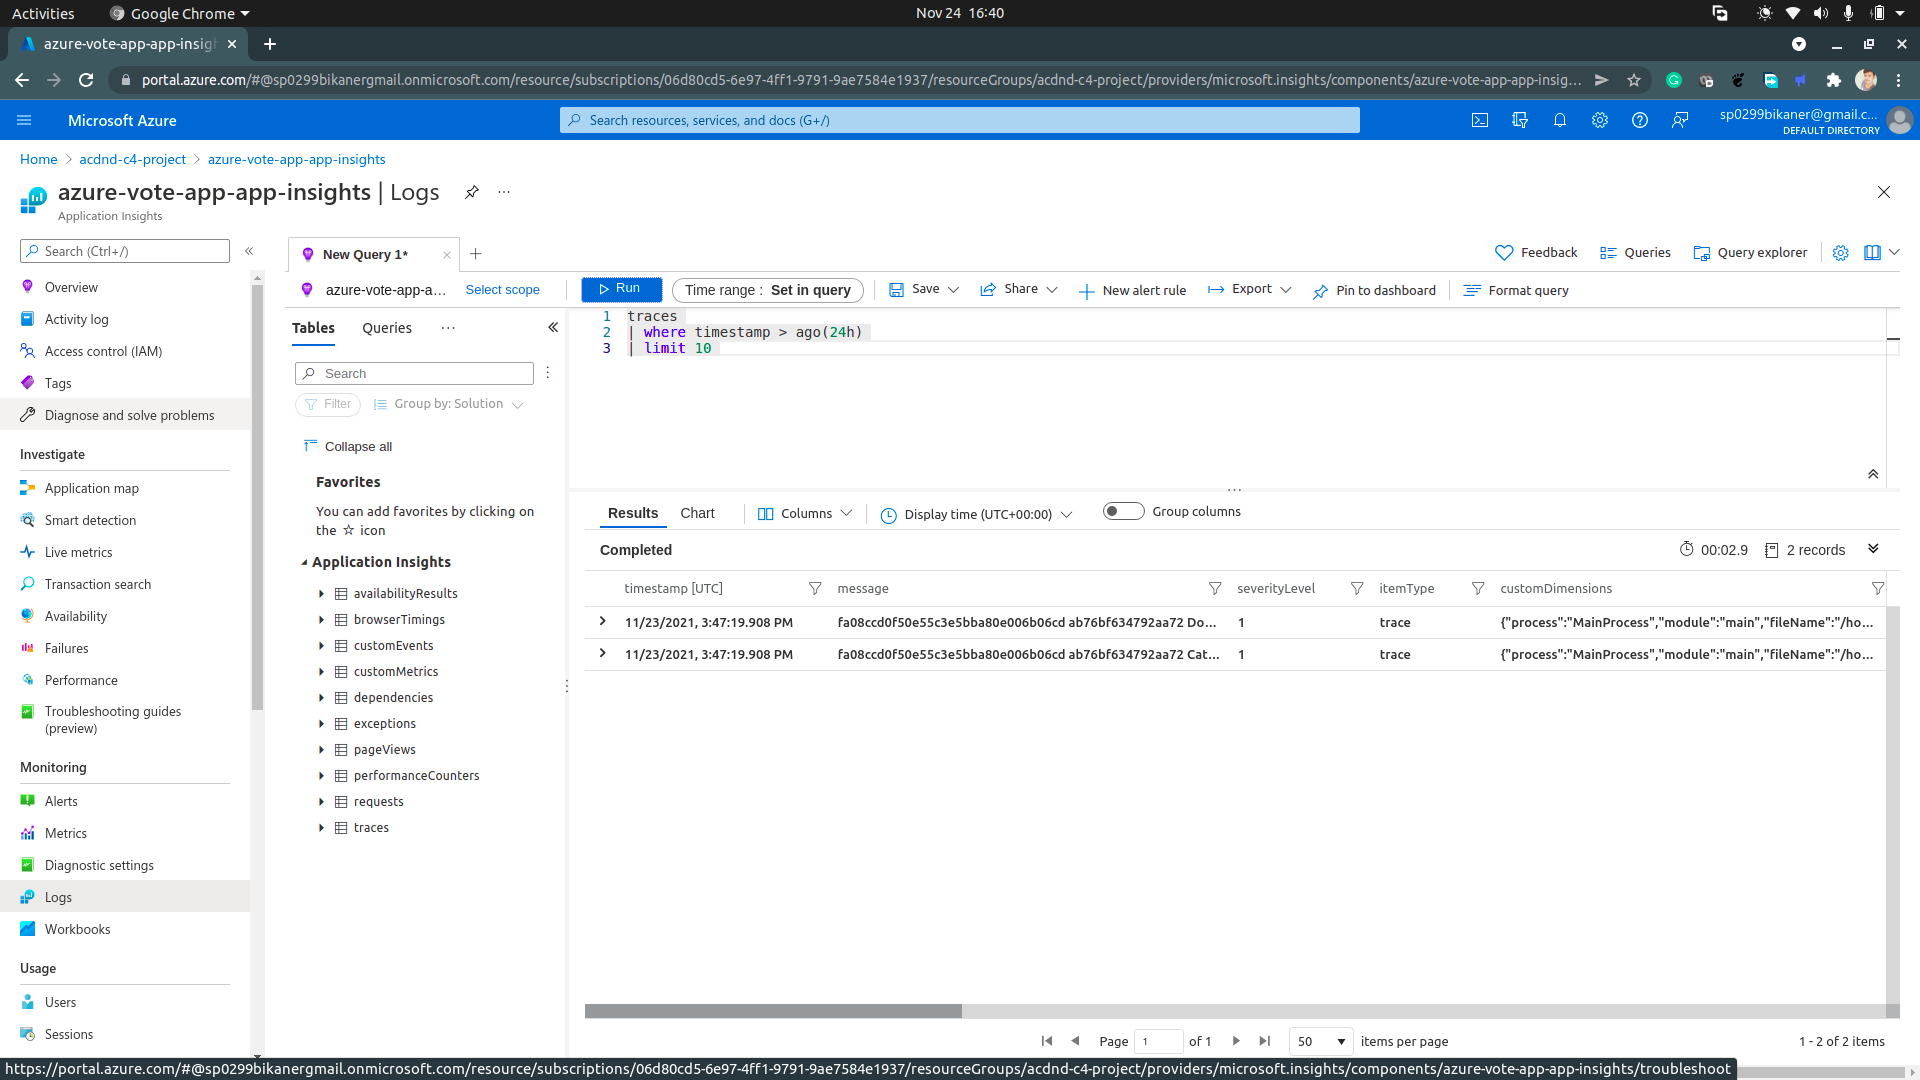 Activities
Google Chrome
Nov 24 16:40
azure-vote-app-app-insigh
portal.azure.com/#@sp0299bikanergmail.onmicrosoft.com/resource/subscriptions/06d80cd5-6e97-4ff1-9791-9ae7584e1937/resourceGroups/acdnd-c4-project/providers/microsoft.insights/components/azure-vote-app-app-insig...
Microsoft Azure
Search resources, services, and docs (G+/)
sp0299bikaner@gmail.c...
DEFAULT DIRECTORY
Home > acdnd-c4-project > azure-vote-app-app-insights
azure-vote-app-app-insights | Logs
Application Insights
Search (Ctrl+/)
Overview
Activity log
Access control (IAM)
Tags
Diagnose and solve problems
Investigate
Application map
Smart detection
Live metrics
Transaction search
Availability
Failures
Performance
Troubleshooting guides
(preview)
Monitoring
Alerts
Metrics
Diagnostic settings
Logs
Workbooks
Usage
Users
Sessions
New Query 1*
Feedback
Queries
Query explorer
azure-vote-app-a...
Select scope
Run
Time range : Set in query
Save
Share
New alert rule
Export
Pin to dashboard
Format query
Tables
Queries
Search
Filter
Group by: Solution
Collapse all
Favorites
You can add favorites by clicking on
the ☆ icon
Application Insights
availabilityResults
browserTimings
customEvents
customMetrics
dependencies
exceptions
pageViews
performanceCounters
requests
traces
1 traces
2 | where timestamp > ago(24h)
3 | limit 10
Results
Chart
Columns
Display time (UTC+00:00)
Group columns
Completed
00:02.9
2 records
timestamp [UTC] message severityLevel itemType customDimensions
11/23/2021, 3:47:19.908 PM fa08ccd0f50e55c3e5bba80e006b06cd ab76bf634792aa72 Do... 1 trace {"process":"MainProcess","module":"main","fileName":"/ho...
11/23/2021, 3:47:19.908 PM fa08ccd0f50e55c3e5bba80e006b06cd ab76bf634792aa72 Cat... 1 trace {"process":"MainProcess","module":"main","fileName":"/ho...
Page 1 of 1
50 items per page
1 - 2 of 2 items
https://portal.azure.com/#@sp0299bikanergmail.onmicrosoft.com/resource/subscriptions/06d80cd5-6e97-4ff1-9791-9ae7584e1937/resourceGroups/acdnd-c4-project/providers/microsoft.insights/components/azure-vote-app-app-insights/troubleshoot